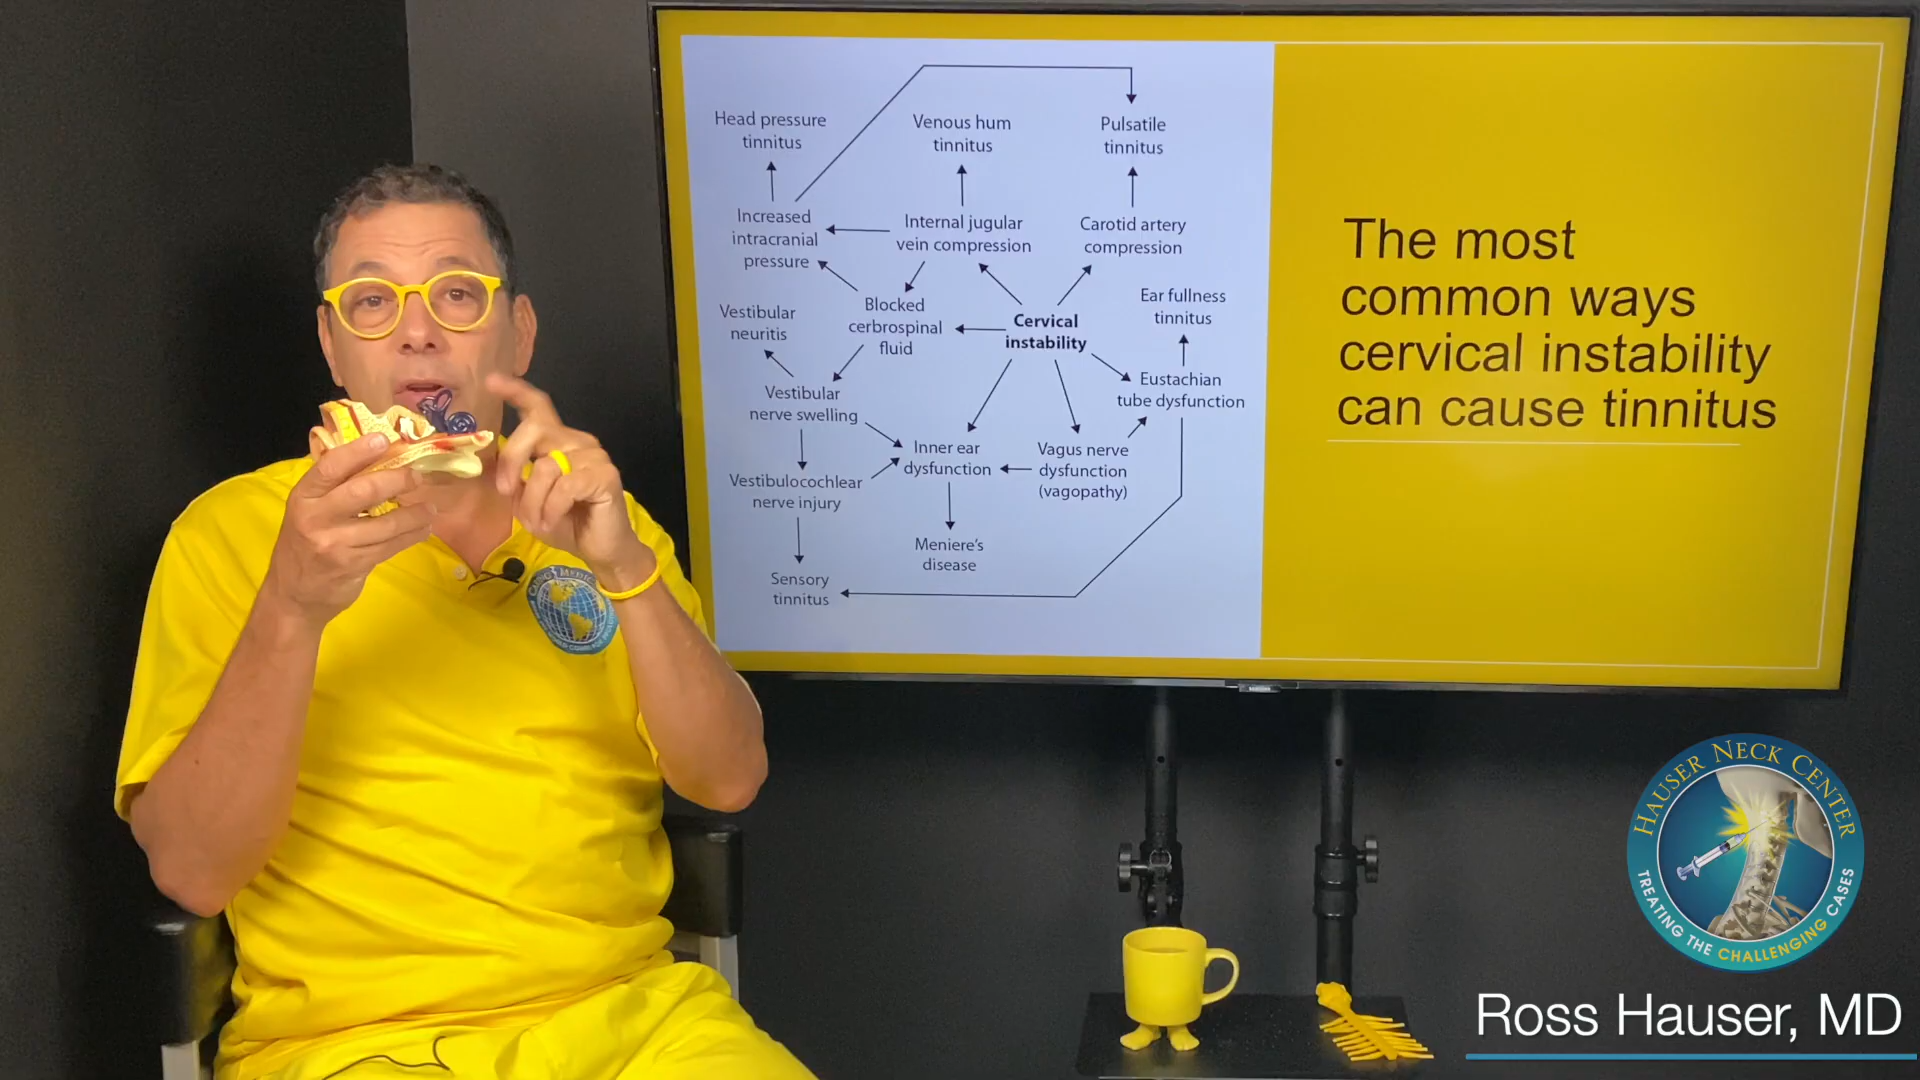 Head pressure
tinnitus
Venous hum
tinnitus
Pulsatile
tinnitus
Increased
intracranial
pressure
Internal jugular
vein compression
Carotid artery
compression
Ear fullness
tinnitus
Vestibular
neuritis
Blocked
cerbrospinal
fluid
Cervical
instability
Eustachian
tube dysfunction
Vestibular
nerve swelling
Inner ear
dysfunction
Vagus nerve
dysfunction
(vagopathy)
Vestibulocochlear
nerve injury
Meniere's
disease
Sensory
tinnitus
The most
common ways
cervical instability
can cause tinnitus
HAUSER NECK CENTER
TREATING THE CHALLENGING CASES
Ross Hauser, MD